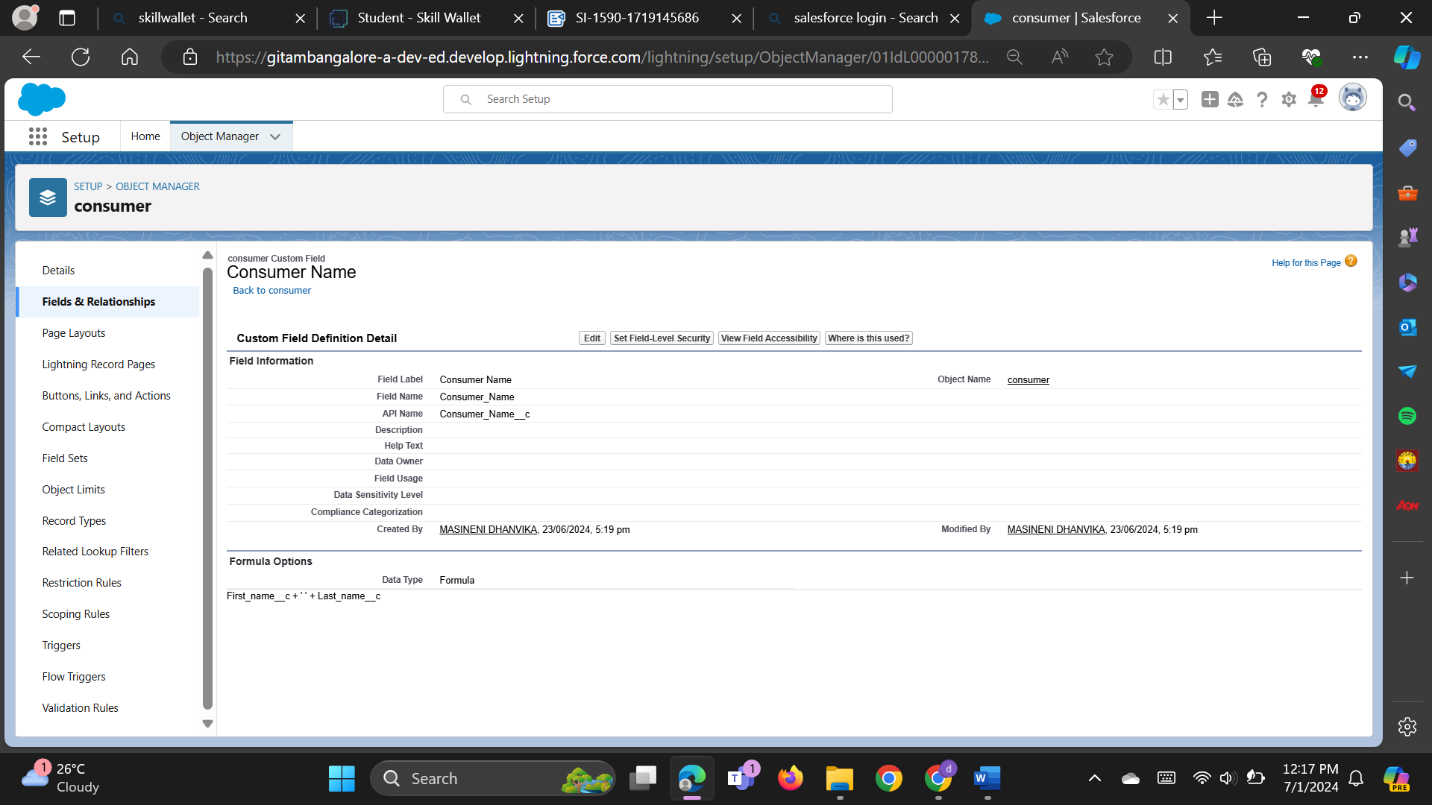 skillwallet - Search
Student - Skill Wallet
SI-1590-1719145686
salesforce login - Search
consumer | Salesforce
https://gitambangalore-a-dev-ed.develop.lightning.force.com/lightning/setup/ObjectManager/01IdL00000178...
Search Setup
12
Setup
Home
Object Manager
SETUP > OBJECT MANAGER
consumer
Details
Fields & Relationships
Page Layouts
Lightning Record Pages
Buttons, Links, and Actions
Compact Layouts
Field Sets
Object Limits
Record Types
Related Lookup Filters
Restriction Rules
Scoping Rules
Triggers
Flow Triggers
Validation Rules
consumer Custom Field
Consumer Name
Back to consumer
Help for this Page
Custom Field Definition Detail
Edit
Set Field-Level Security
View Field Accessibility
Where is this used?
Field Information
Field Label Consumer Name
Object Name consumer
Field Name Consumer_Name
API Name Consumer_Name__c
Description
Help Text
Data Owner
Field Usage
Data Sensitivity Level
Compliance Categorization
Created By MASINENI DHANVIKA, 23/06/2024, 5:19 pm
Modified By MASINENI DHANVIKA, 23/06/2024, 5:19 pm
Formula Options
Data Type Formula
First_name__c + ' ' + Last_name__c
AON
1
26°C
Cloudy
Search
1
d
12:17 PM
7/1/2024
PRE